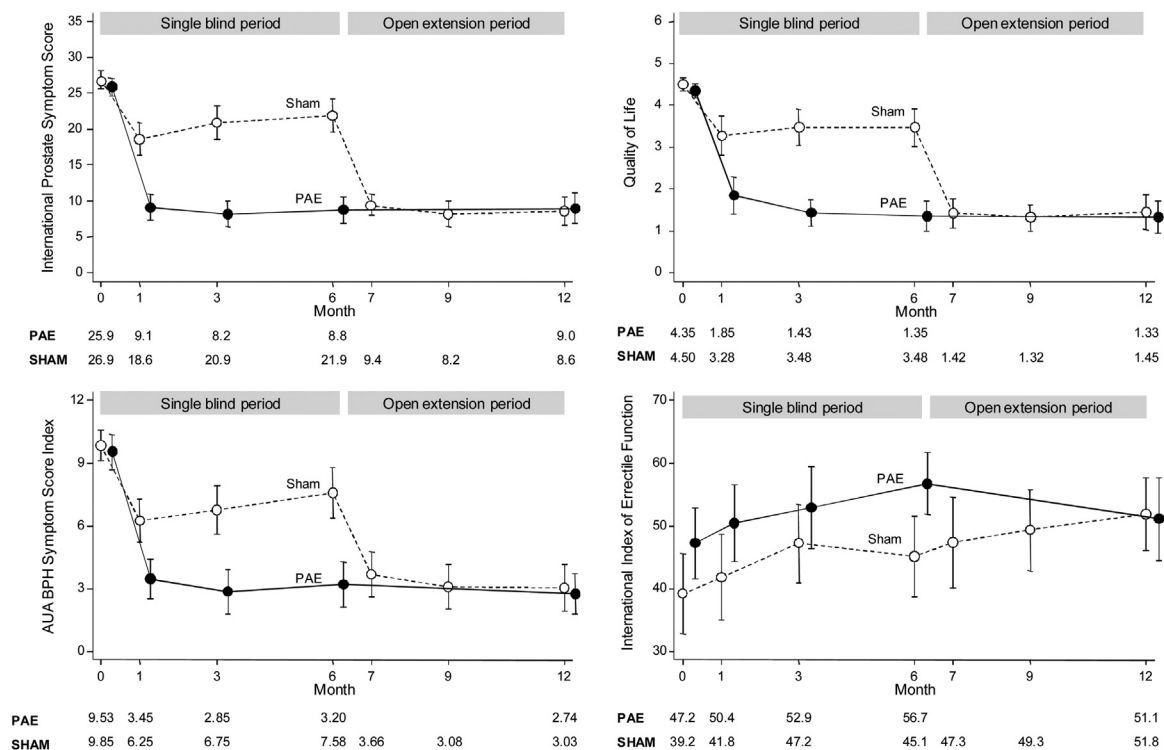 Single blind period Open extension period
International Prostate Symptom Score
35
30
25
20
15
10
5
0
Sham
PAE
0 1 3 6 7 9 12
Month
PAE 25.9 9.1 8.2 8.8 9.0
SHAM 26.9 18.6 20.9 21.9 9.4 8.2 8.6
Single blind period Open extension period
Quality of Life
6
5
4
3
2
1
0
Sham
PAE
0 1 3 6 7 9 12
Month
PAE 4.35 1.85 1.43 1.35 1.33
SHAM 4.50 3.28 3.48 3.48 1.42 1.32 1.45
Single blind period Open extension period
AUA BPH Symptom Score Index
12
9
6
3
0
Sham
PAE
0 1 3 6 7 9 12
Month
PAE 9.53 3.45 2.85 3.20 2.74
SHAM 9.85 6.25 6.75 7.58 3.66 3.08 3.03
Single blind period Open extension period
International Index of Errectile Function
70
60
50
40
30
PAE
Sham
0 1 3 6 7 9 12
Month
PAE 47.2 50.4 52.9 56.7 51.1
SHAM 39.2 41.8 47.2 45.1 47.3 49.3 51.8